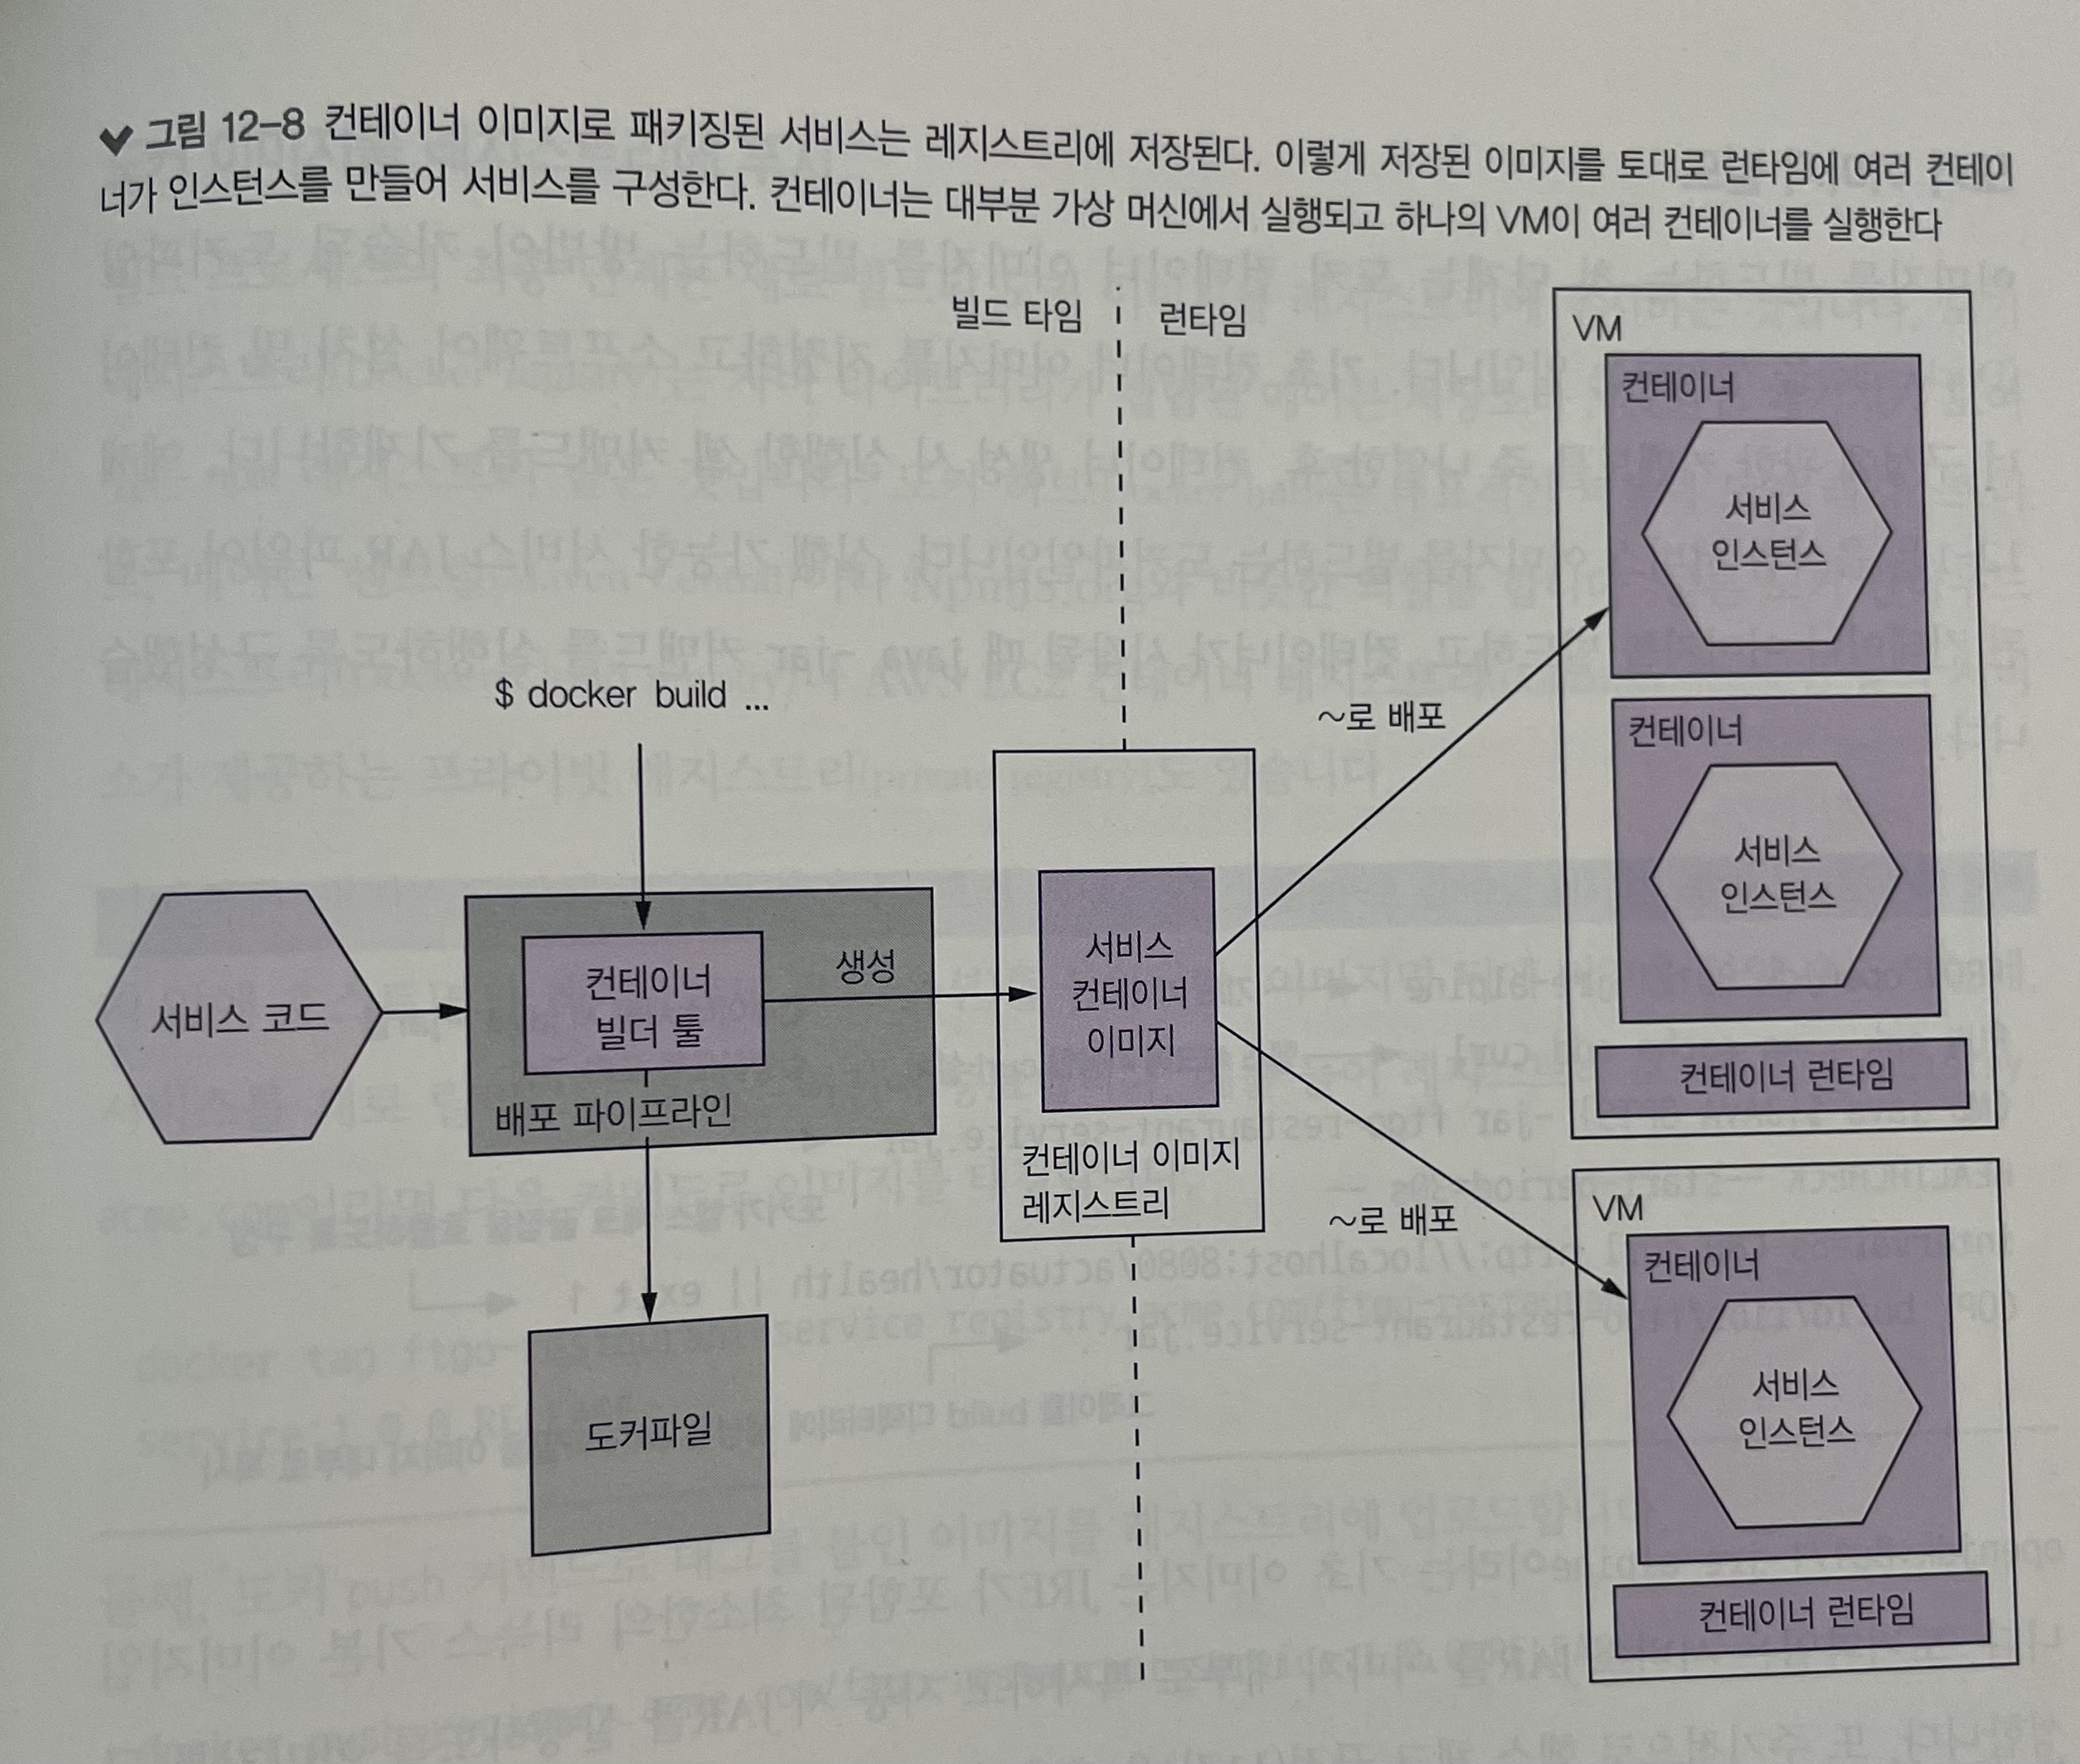 그림 12-8 컨테이너 이미지로 패키징된 서비스는 레지스트리에 저장된다. 이렇게 저장된 이미지를 토대로 런타임에 여러 컨테이
너가 인스턴스를 만들어 서비스를 구성한다. 컨테이너는 대부분 가상 머신에서 실행되고 하나의 VM이 여러 컨테이너를 실행한다
빌드 타임
런타임
VM
컨테이너
서비스
인스턴스
$ docker build ...
~로 배포
컨테이너
서비스
인스턴스
서비스 코드
컨테이너
빌더 툴
생성
배포 파이프라인
서비스
컨테이너
이미지
컨테이너 이미지
레지스트리
컨테이너 런타임
~로 배포
VM
컨테이너
서비스
인스턴스
도커파일
컨테이너 런타임